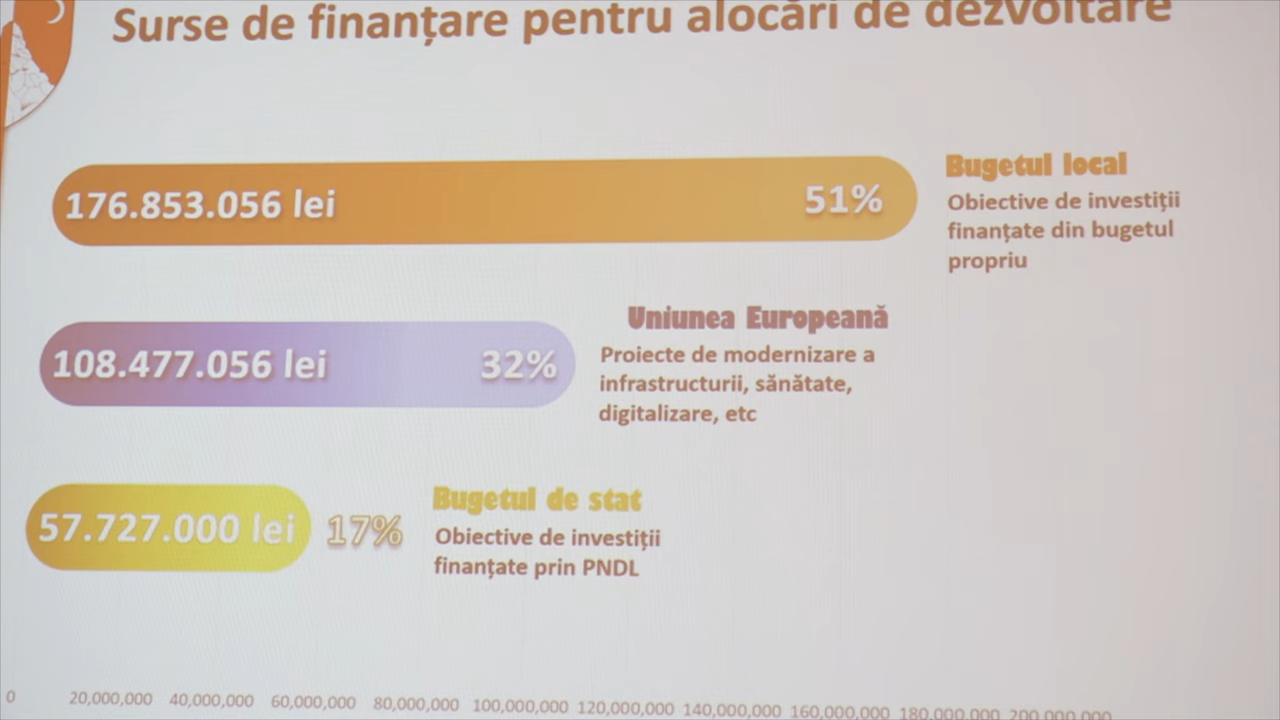 Surse de finanțare pentru alocări de dezvoltare
176.853.056 lei
51%
Bugetul local
Obiective de investiții
finanțate din bugetul
propriu
108.477.056 lei
32%
Uniunea Europeană
Proiecte de modernizare a
infrastructurii, sănătate,
digitalizare, etc
57.727.000 lei
17%
Bugetul de stat
Obiective de investiții
finanțate prin PNDL
0 20,000,000 40,000,000 60,000,000 80,000,000 100,000,000 120,000,000 140,000,000 160,000,000 180,000,000 200,000,000